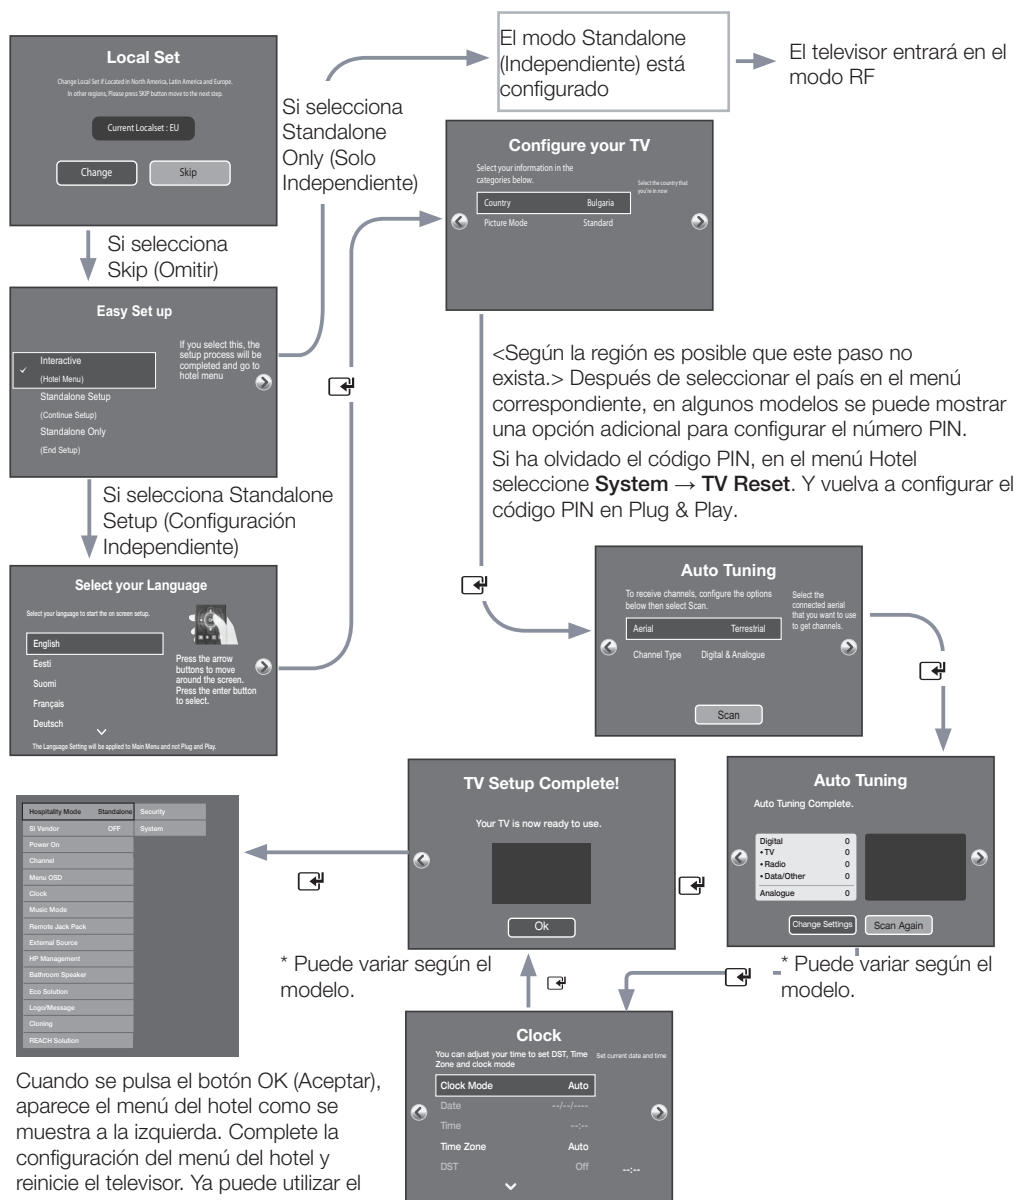 Local Set
Change Local Set if Located in North America, Latin America and Europe.
In other regions, Please press SKIP button move to the next step.
Current Localset : EU
Change
Skip
Si selecciona
Skip (Omitir)
Si selecciona
Standalone
Only (Solo
Independiente)
El modo Standalone
(Independiente) está
configurado
El televisor entrará en el
modo RF
Configure your TV
Select your information in the
categories below.
Select the country that
you're in now
Country Bulgaria
Picture Mode Standard
Easy Set up
Interactive
(Hotel Menu)
Standalone Setup
(Continue Setup)
Standalone Only
(End Setup)
If you select this, the
setup process will be
completed and go to
hotel menu
Si selecciona Standalone
Setup (Configuración
Independiente)
<Según la región es posible que este paso no
exista.> Después de seleccionar el país en el menú
correspondiente, en algunos modelos se puede mostrar
una opción adicional para configurar el número PIN.
Si ha olvidado el código PIN, en el menú Hotel
seleccione System → TV Reset. Y vuelva a configurar el
código PIN en Plug & Play.
Select your Language
Select your language to start the on screen setup.
English
Eesti
Suomi
Français
Deutsch
Press the arrow
buttons to move
around the screen.
Press the enter button
to select.
The Language Setting will be applied to Main Menu and not Plug and Play.
Auto Tuning
To receive channels, configure the options
below then select Scan.
Aerial Terrestrial
Channel Type Digital & Analogue
Scan
Select the
connected aerial
that you want to use
to get channels.
Auto Tuning
Auto Tuning Complete.
Digital 0
• TV 0
• Radio 0
• Data/Other 0
Analogue 0
Change Settings
Scan Again
* Puede variar según el
modelo.
TV Setup Complete!
Your TV is now ready to use.
Ok
* Puede variar según el
modelo.
Clock
You can adjust your time to set DST, Time
Zone and clock mode
Set current date and time
Clock Mode Auto
Date --/--/----
Time --:--
Time Zone Auto
DST Off
--:--
Hospitality Mode Standalone Security
SI Vendor OFF System
Power On
Channel
Menu OSD
Clock
Music Mode
Remote Jack Pack
External Source
HP Management
Bathroom Speaker
Eco Solution
Logo/Message
Cloning
REACH Solution
Cuando se pulsa el botón OK (Aceptar),
aparece el menú del hotel como se
muestra a la izquierda. Complete la
configuración del menú del hotel y
reinicie el televisor. Ya puede utilizar el